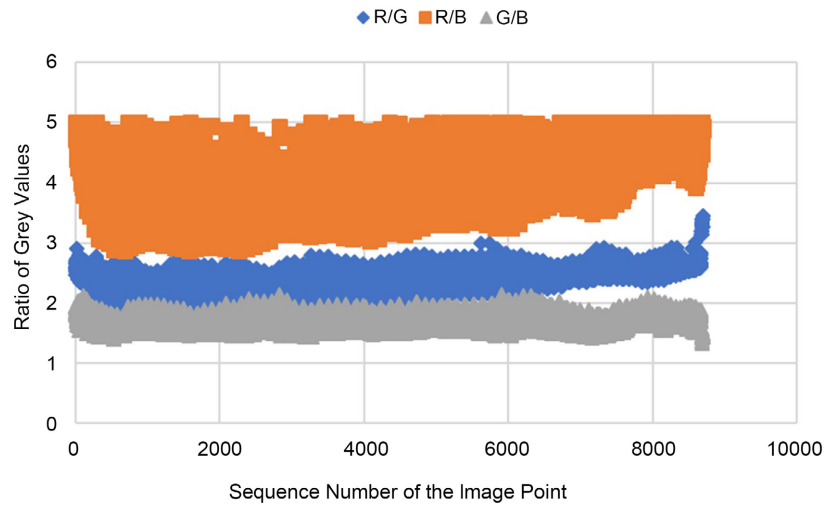 R/G R/B G/B
6
5
4
3
2
1
0
0 2000 4000 6000 8000 10000
Ratio of Grey Values
Sequence Number of the Image Point